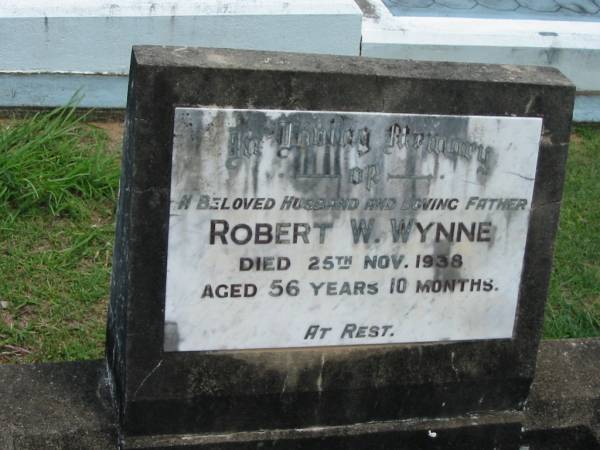 In Loving Memory
OF
A BELOVED HUSBAND AND LOVING FATHER
ROBERT W. WYNNE
DIED 25TH NOV. 1938
AGED 56 YEARS 10 MONTHS.
AT REST.